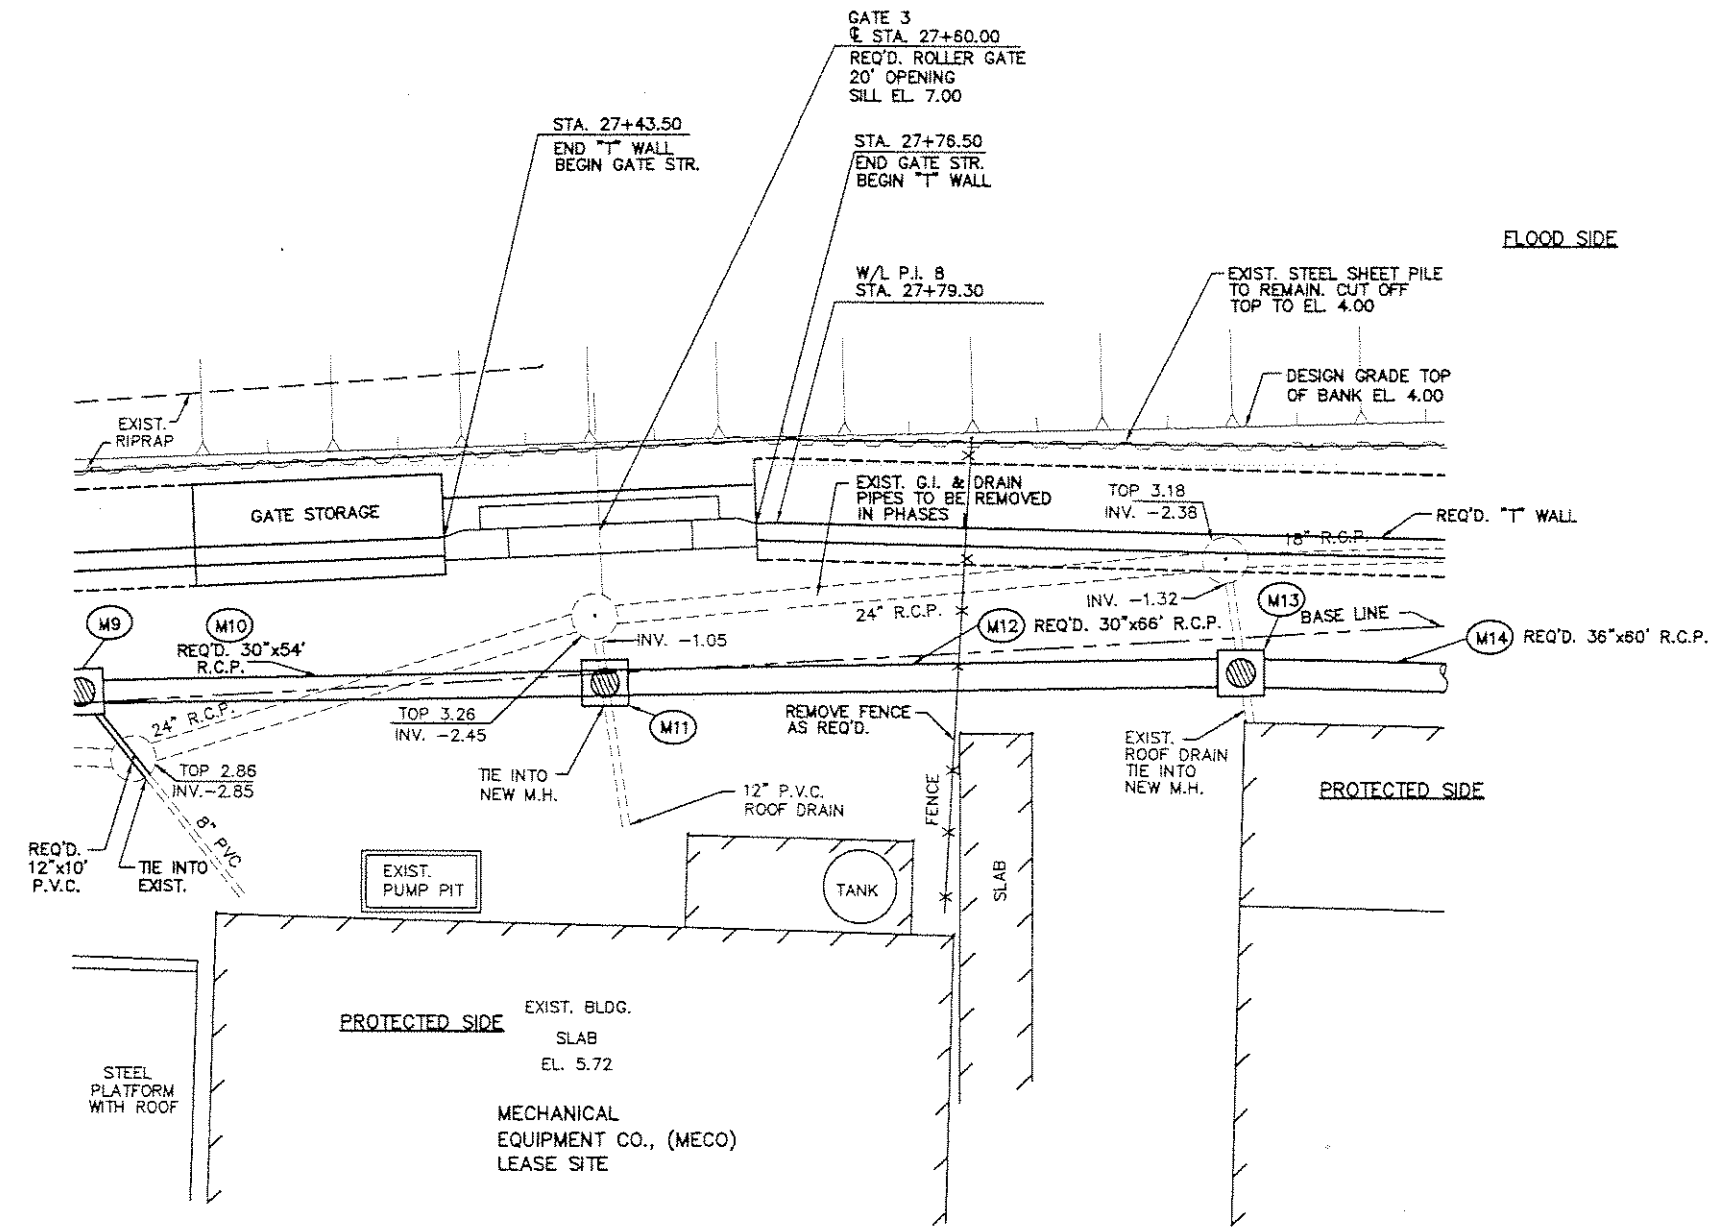 GATE 3
℄ STA. 27+60.00
REQ'D. ROLLER GATE
20' OPENING
SILL EL. 7.00
STA. 27+43.50
END "T" WALL
BEGIN GATE STR.
STA. 27+76.50
END GATE STR.
BEGIN "T" WALL
FLOOD SIDE
W/L P.I. 8
STA. 27+79.30
EXIST. STEEL SHEET PILE
TO REMAIN. CUT OFF
TOP TO EL. 4.00
DESIGN GRADE TOP
OF BANK EL. 4.00
EXIST.
RIPRAP
GATE STORAGE
EXIST. G.I. & DRAIN
PIPES TO BE REMOVED
IN PHASES
TOP 3.18
INV. -2.38
REQ'D. "T" WALL
18" R.C.P.
M9
M10
REQ'D. 30"x54'
R.C.P.
INV. -1.05
24" R.C.P.
M12
REQ'D. 30"x66' R.C.P.
INV. -1.32
M13
BASE LINE
M14
REQ'D. 36"x60' R.C.P.
24" R.C.P.
TOP 3.26
INV. -2.45
M11
REMOVE FENCE
AS REQ'D.
TOP 2.86
INV.-2.85
TIE INTO
NEW M.H.
12" P.V.C.
ROOF DRAIN
FENCE
EXIST.
ROOF DRAIN
TIE INTO
NEW M.H.
PROTECTED SIDE
8" PVC
REQ'D.
12"x10'
P.V.C.
TIE INTO
EXIST.
EXIST.
PUMP PIT
TANK
SLAB
PROTECTED SIDE
EXIST. BLDG.
SLAB
EL. 5.72
STEEL
PLATFORM
WITH ROOF
MECHANICAL
EQUIPMENT CO., (MECO)
LEASE SITE